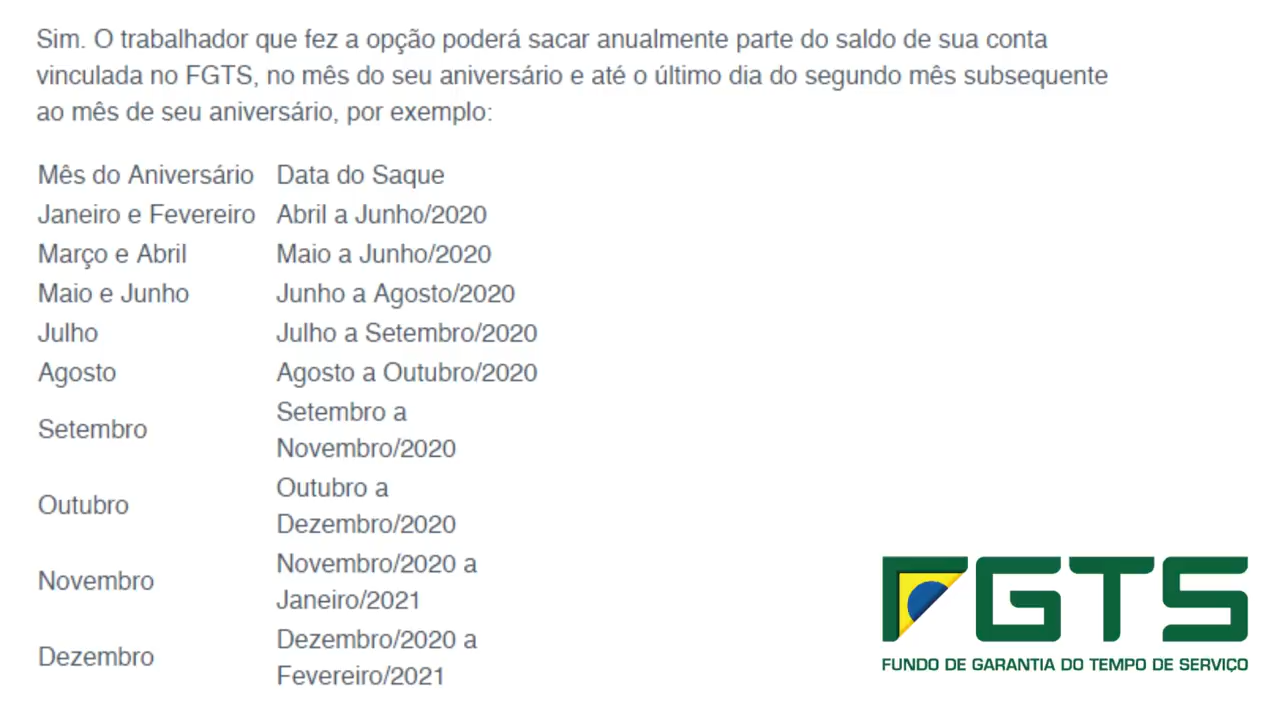 Sim. O trabalhador que fez a opção poderá sacar anualmente parte do saldo de sua conta
vinculada no FGTS, no mês do seu aniversário e até o último dia do segundo mês subsequente
ao mês de seu aniversário, por exemplo:
Mês do Aniversário Data do Saque
Janeiro e Fevereiro Abril a Junho/2020
Março e Abril Maio a Junho/2020
Maio e Junho Junho a Agosto/2020
Julho Julho a Setembro/2020
Agosto Agosto a Outubro/2020
Setembro Setembro a
Novembro/2020
Outubro Outubro a
Dezembro/2020
Novembro Novembro/2020 a
Janeiro/2021
Dezembro Dezembro/2020 a
Fevereiro/2021
FGTS
FUNDO DE GARANTIA DO TEMPO DE SERVIÇO